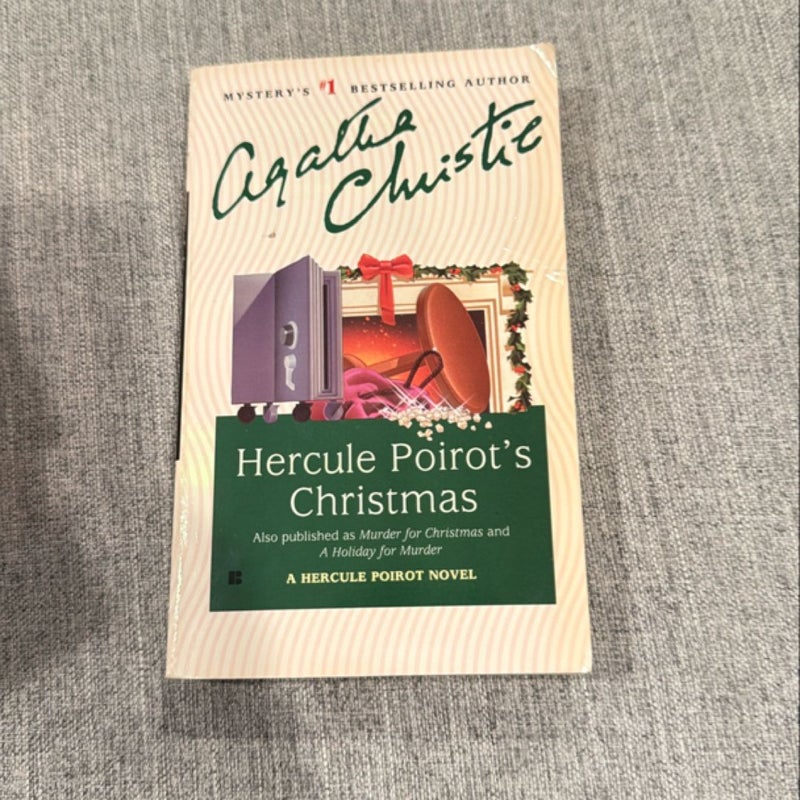 MYSTERY'S #1 BESTSELLING AUTHOR
Agatha
Christie
Hercule Poirot's
Christmas
Also published as Murder for Christmas and
A Holiday for Murder
B
A HERCULE POIROT NOVEL